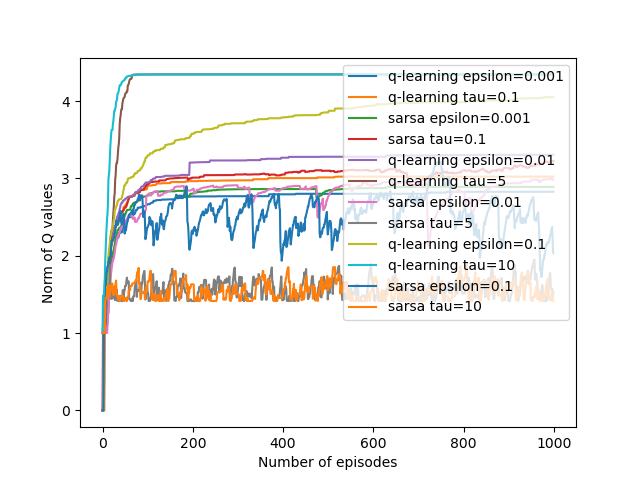 4
3
2
1
0
Norm of Q values
0
200
400
600
800
1000
Number of episodes
q-learning epsilon=0.001
q-learning tau=0.1
sarsa epsilon=0.001
sarsa tau=0.1
q-learning epsilon=0.01
q-learning tau=5
sarsa epsilon=0.01
sarsa tau=5
q-learning epsilon=0.1
q-learning tau=10
sarsa epsilon=0.1
sarsa tau=10